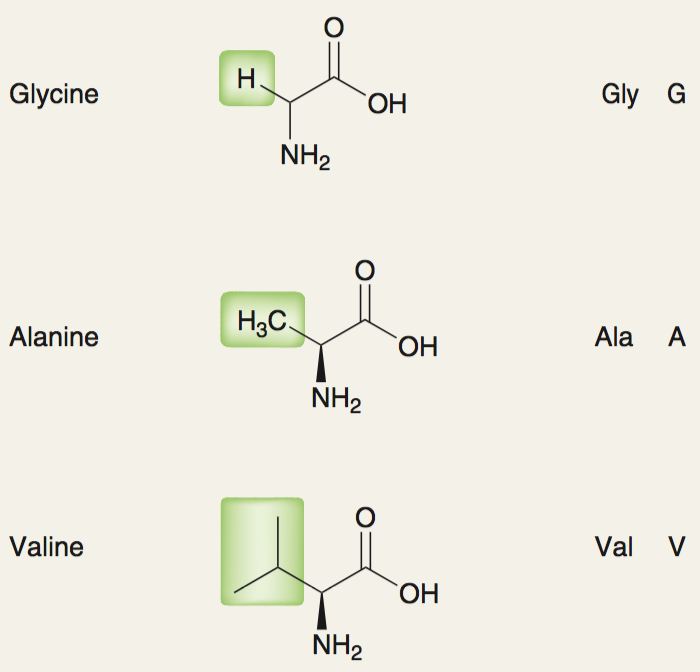 O
H
Glycine
OH
Gly G
NH₂
O
H₃C
Alanine
OH
Ala A
NH₂
O
Valine
Val V
OH
NH₂